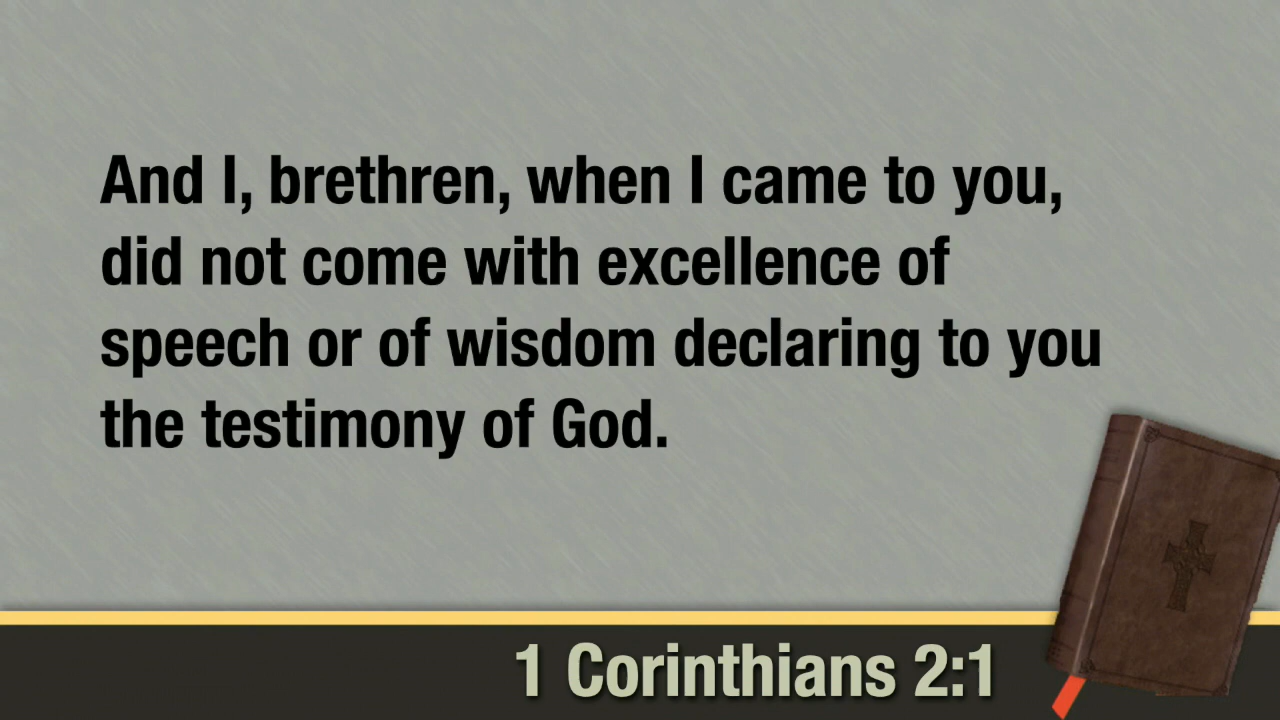 And I, brethren, when I came to you,
did not come with excellence of
speech or of wisdom declaring to you
the testimony of God.
1 Corinthians 2:1